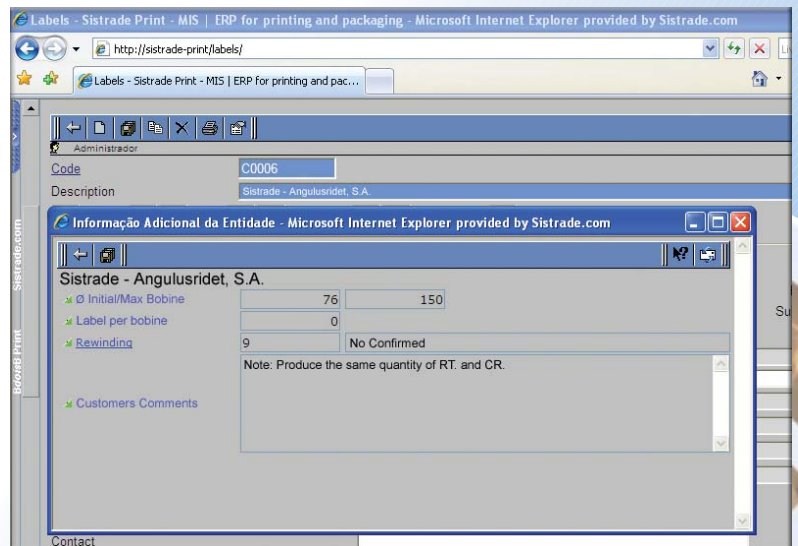 Labels - Sistrade Print - MIS | ERP for printing and packaging - Microsoft Internet Explorer provided by Sistrade.com
http://sistrade-print/labels/
Labels - Sistrade Print - MIS | ERP for printing and pac...
Administrador
Code C0006
Description Sistrade - Angulusridet, S.A.
Informação Adicional da Entidade - Microsoft Internet Explorer provided by Sistrade.com
Sistrade - Angulusridet, S.A.
Ø Initial/Max Bobine 76 150
Label per bobine 0
Rewinding 9 No Confirmed
Note: Produce the same quantity of RT. and CR.
Customers Comments
Contact
Su
Sistrade.com
Print